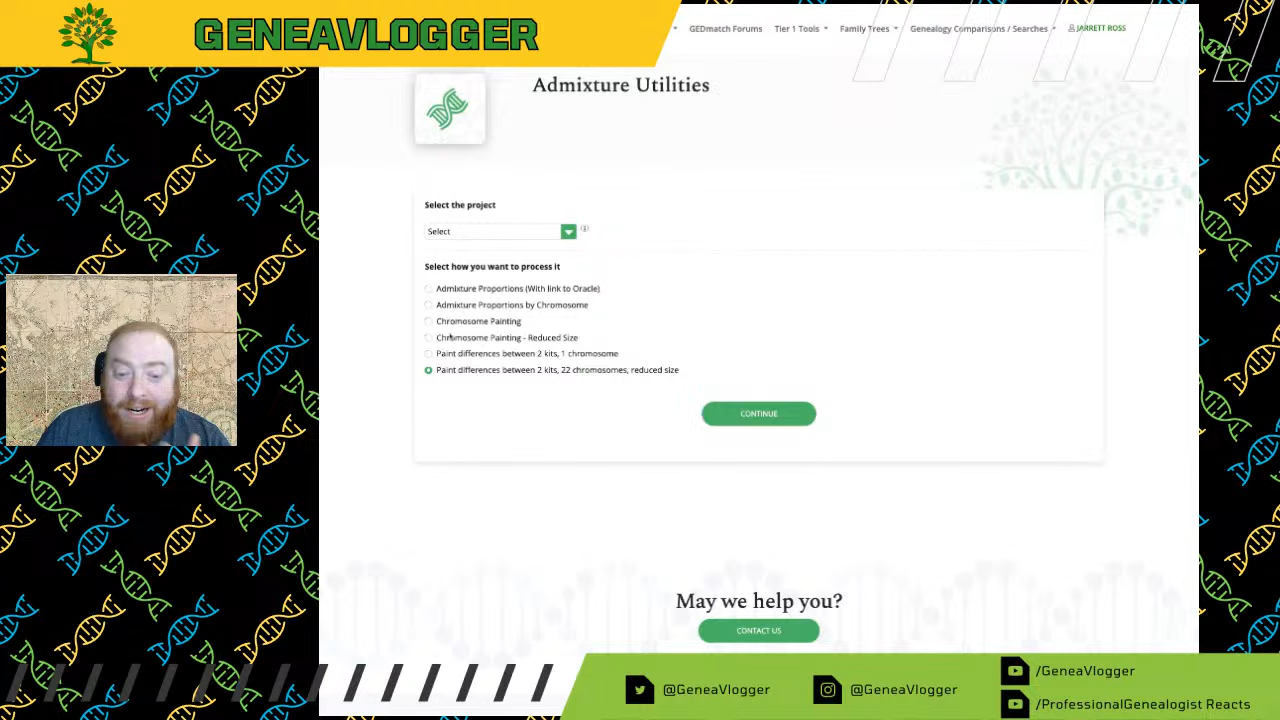 GENEAVLOGGER
GEDmatch Forums Tier 1 Tools Family Trees Genealogy Comparisons / Searches JARRETT ROSS
Admixture Utilities
Select the project
Select
Select how you want to process it
Admixture Proportions (With link to Oracle)
Admixture Proportions by Chromosome
Chromosome Painting
Chromosome Painting - Reduced Size
Paint differences between 2 kits, 1 chromosome
Paint differences between 2 kits, 22 chromosomes, reduced size
CONTINUE
May we help you?
CONTACT US
@GeneaVlogger @GeneaVlogger /GeneaVlogger
/ProfessionalGenealogist Reacts